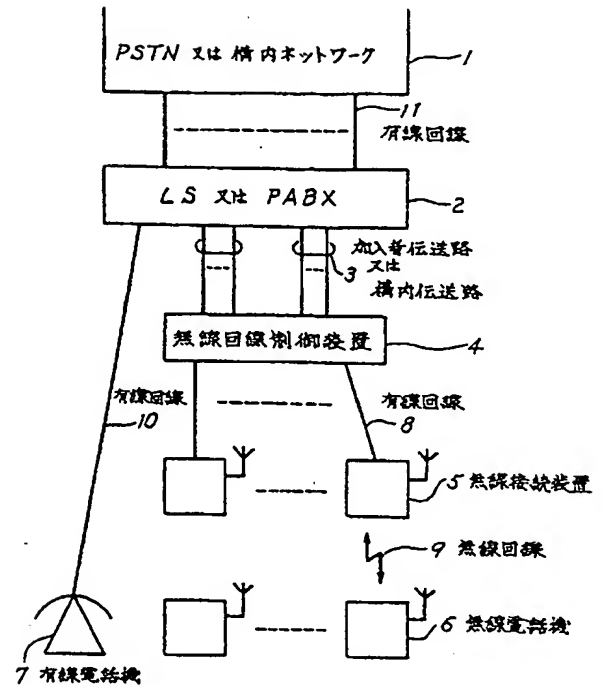 PSTN 又は 構内ネットワーク
1
11
有線回線
LS 又は PABX
2
加入者伝送路
3 又は
構内伝送路
無線回線制御装置
4
有線回線
10
有線回線
8
5 無線接続装置
9 無線回線
6 無線電話機
7 有線電話機